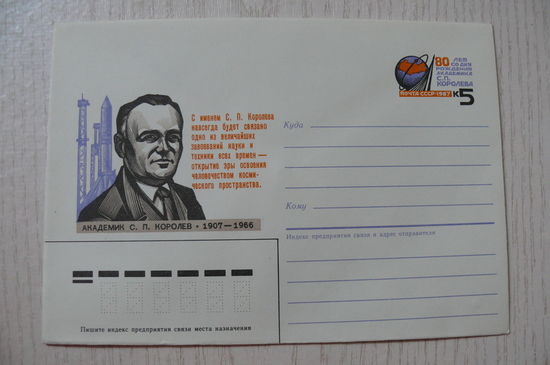 80 ЛЕТ
СО ДНЯ
РОЖДЕНИЯ
АКАДЕМИКА
С.П.
КОРОЛЕВА
ПОЧТА СССР·1987
К5
С именем С. П. Королева
навсегда будет связано
одно из величайших
завоеваний науки и
техники всех времен —
открытие эры освоения
человечеством косми-
ческого пространства.
АКАДЕМИК С. П. КОРОЛЕВ · 1907—1966
Куда
Кому
Индекс предприятия связи и адрес отправителя
Пишите индекс предприятия связи места назначения